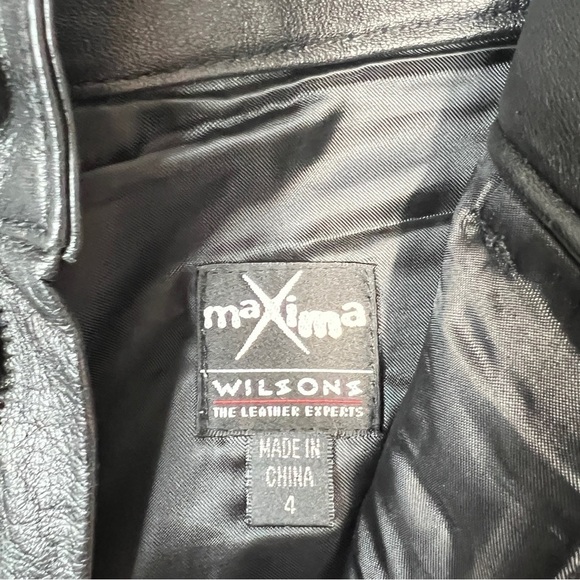 maXima
WILSONS
THE LEATHER EXPERTS
MADE IN
CHINA
4